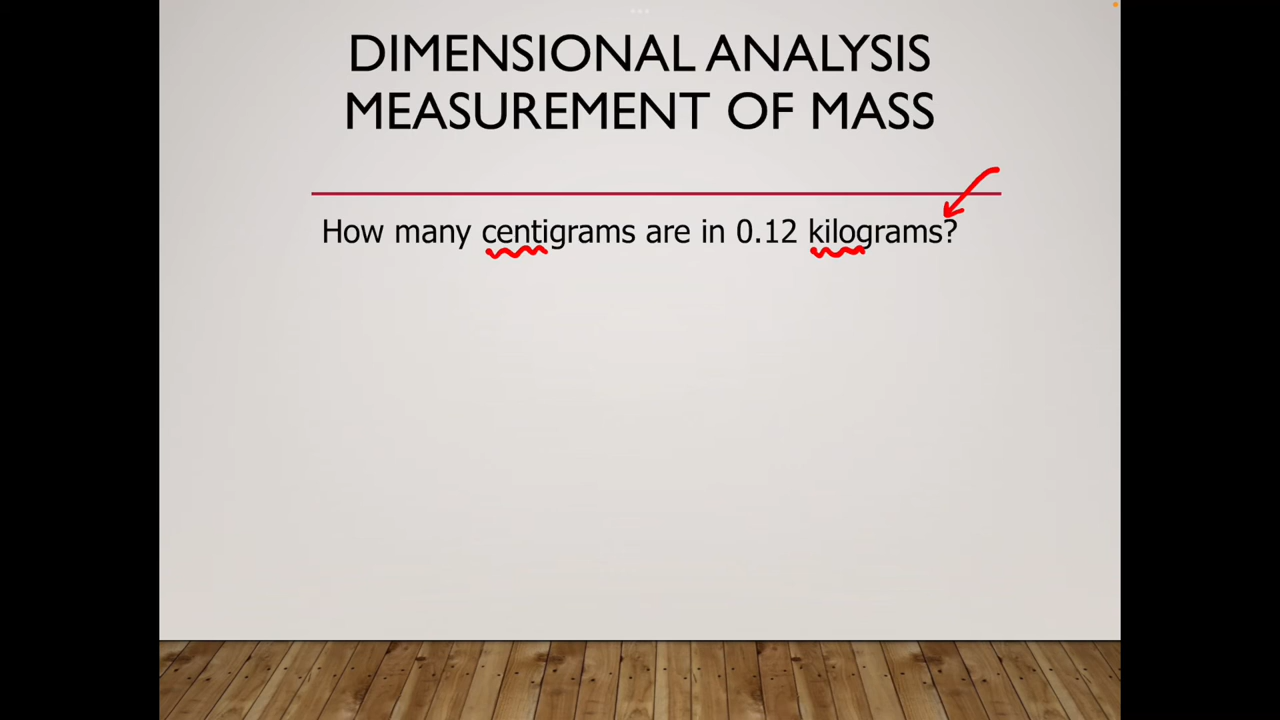 DIMENSIONAL ANALYSIS
MEASUREMENT OF MASS
How many centigrams are in 0.12 kilograms?